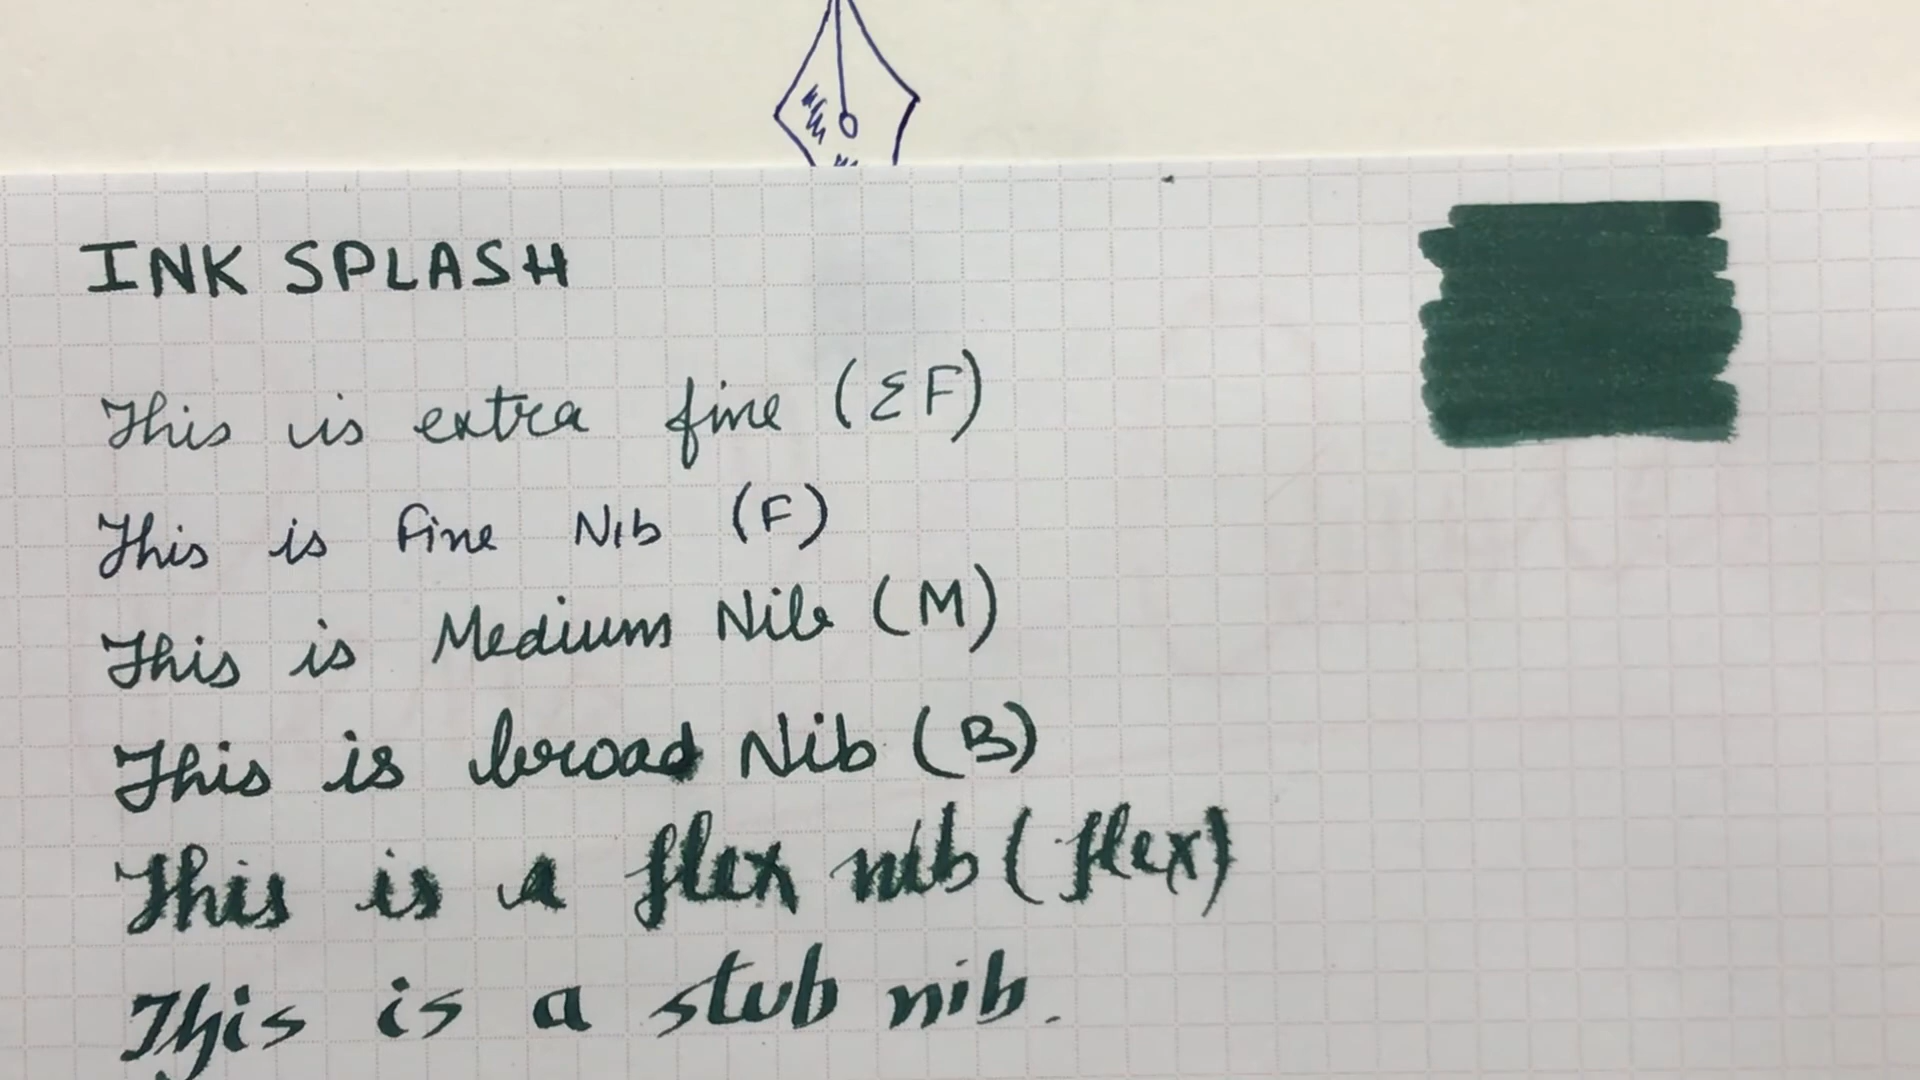 INK SPLASH
This is extra fine (EF)
This is fine Nib (F)
This is Medium Nib (M)
This is broad Nib (B)
This is a flex nib (flex)
This is a stub nib.